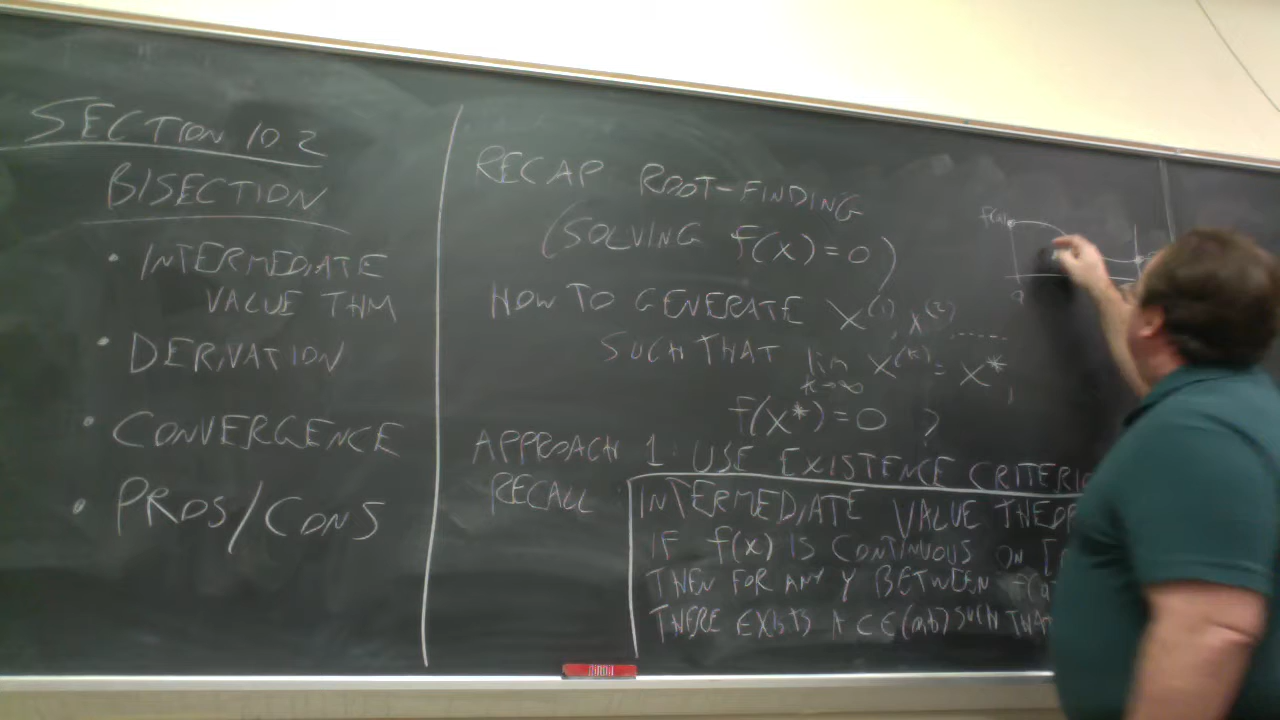 SECTION 10.2
BISECTION
• INTERMEDIATE
VALUE THM
• DERIVATION
• CONVERGENCE
• PROS/CONS
RECAP ROOT-FINDING
(SOLVING f(x)=0)
HOW TO GENERATE x^(1), x^(2), .....
SUCH THAT lim k→∞ x^(k) = x*,
f(x*)=0 ?
APPROACH 1: USE EXISTENCE CRITERIO
RECALL
INTERMEDIATE VALUE THEOR
IF f(x) IS CONTINUOUS ON [
THEN FOR ANY Y BETWEEN f(a
THERE EXISTS A C∈(a,b) SUCH THAT
f(a)
a